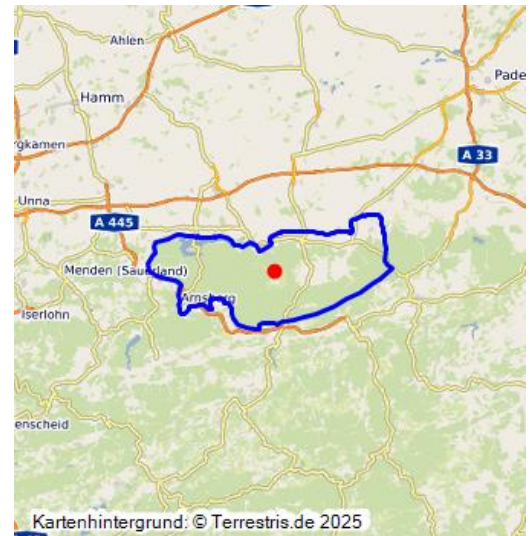 Ahlen
Hamm
Pade
rgkamen
A 33
Unna
A 445
Menden (Sauerland)
Arnsberg
Iserlohn
enscheid
Kartenhintergrund: © Terrestris.de 2025